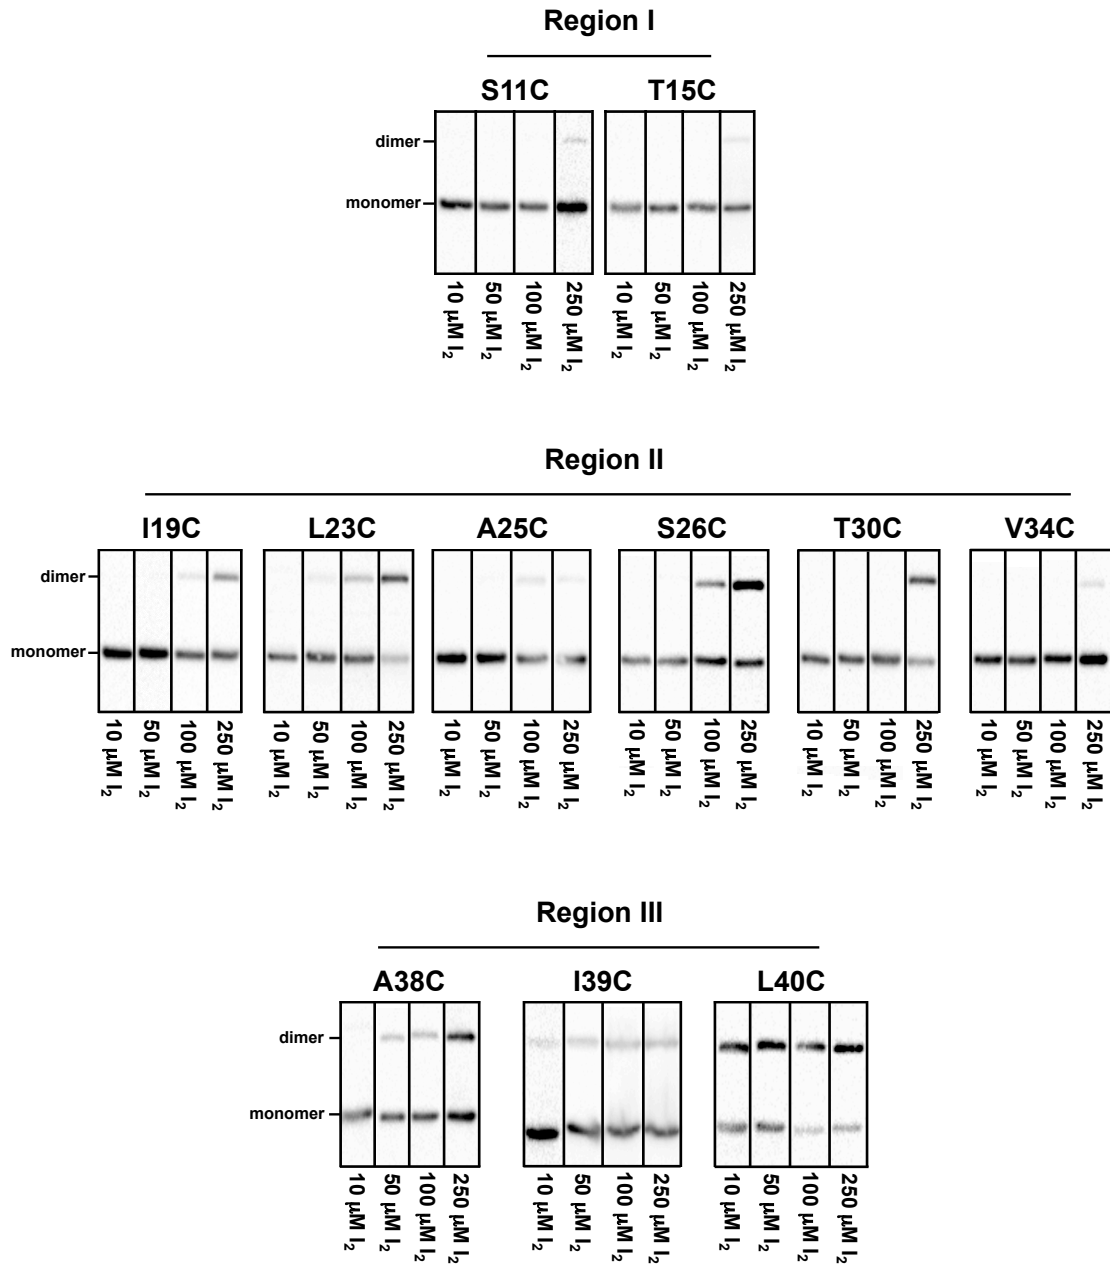 Region I
S11C T15C
dimer
monomer
10 μM I₂ 50 μM I₂ 100 μM I₂ 250 μM I₂ 10 μM I₂ 50 μM I₂ 100 μM I₂ 250 μM I₂
Region II
I19C L23C A25C S26C T30C V34C
dimer
monomer
10 μM I₂ 50 μM I₂ 100 μM I₂ 250 μM I₂ 10 μM I₂ 50 μM I₂ 100 μM I₂ 250 μM I₂ 10 μM I₂ 50 μM I₂ 100 μM I₂ 250 μM I₂ 10 μM I₂ 50 μM I₂ 100 μM I₂ 250 μM I₂ 10 μM I₂ 50 μM I₂ 100 μM I₂ 250 μM I₂ 10 μM I₂ 50 μM I₂ 100 μM I₂ 250 μM I₂
Region III
A38C I39C L40C
dimer
monomer
10 μM I₂ 50 μM I₂ 100 μM I₂ 250 μM I₂ 10 μM I₂ 50 μM I₂ 100 μM I₂ 250 μM I₂ 10 μM I₂ 50 μM I₂ 100 μM I₂ 250 μM I₂